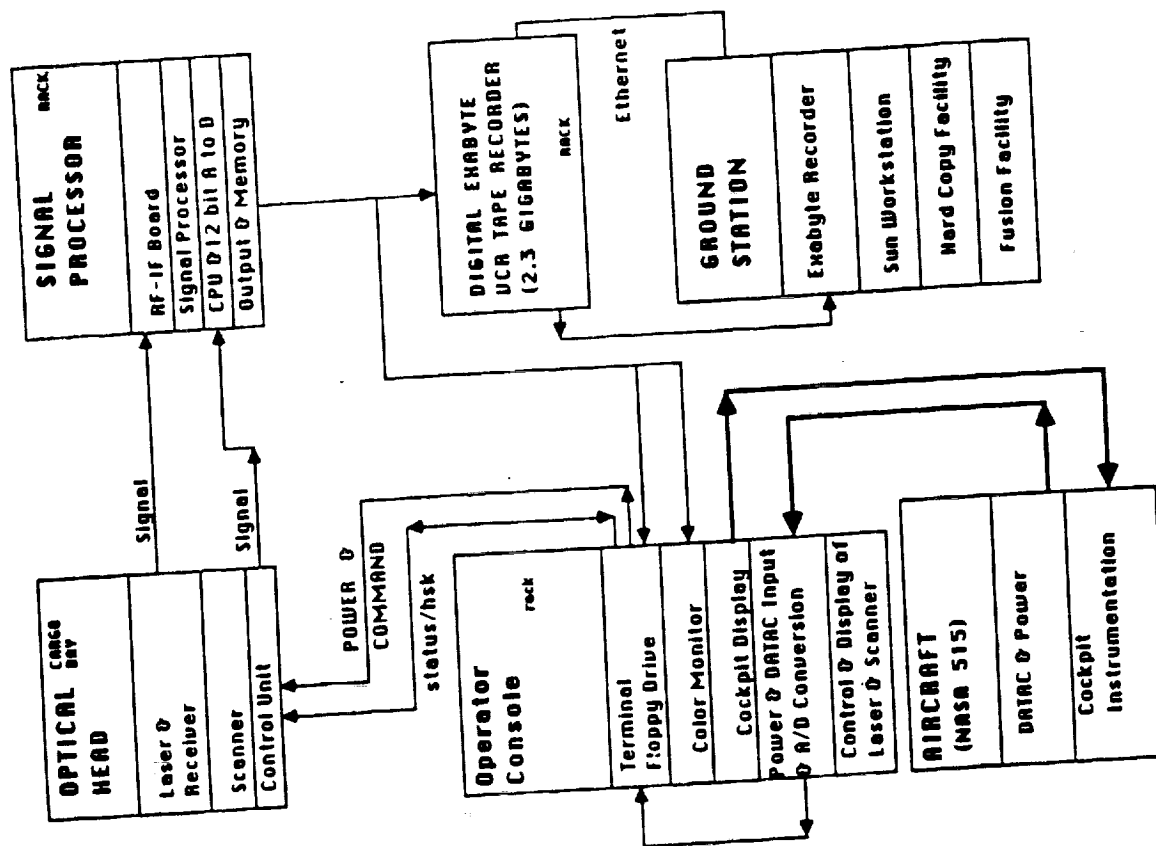 OPTICAL CARGO
HEAD BAY
Laser &
Receiver
Scanner
Control Unit
Signal
Signal
SIGNAL RACK
PROCESSOR
RF-IF Board
Signal Processor
CPU & 12 bit A to D
Output & Memory
POWER &
COMMAND
status/hsk
DIGITAL EXABYTE
VCR TAPE RECORDER
(2.3 GIGABYTES)
RACK
Ethernet
Operator
Console rack
Terminal
Floppy Drive
Color Monitor
Cockpit Display
Power & DATAC Input
& A/D Conversion
Control & Display of
Laser & Scanner
GROUND
STATION
Exabyte Recorder
Sun Workstation
Hard Copy Facility
Fusion Facility
AIRCRAFT
(NASA 515)
DATAC & Power
Cockpit
Instrumentation